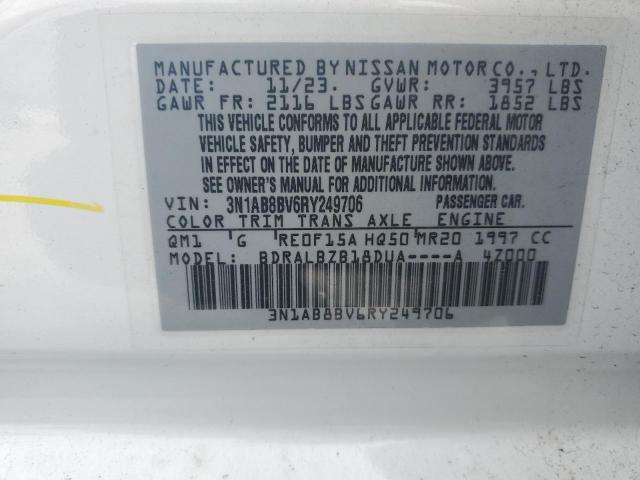 MANUFACTURED BY NISSAN MOTOR CO., LTD.
DATE: 11/23. GVWR: 3957 LBS
GAWR FR: 2116 LBS GAWR RR: 1852 LBS
THIS VEHICLE CONFORMS TO ALL APPLICABLE FEDERAL MOTOR
VEHICLE SAFETY, BUMPER AND THEFT PREVENTION STANDARDS
IN EFFECT ON THE DATE OF MANUFACTURE SHOWN ABOVE.
SEE OWNER'S MANUAL FOR ADDITIONAL INFORMATION.
VIN: 3N1AB8BV6RY249706 PASSENGER CAR.
COLOR TRIM TRANS AXLE ENGINE
QM1 G RE0F15A HQ50 MR20 1997 CC
MODEL: BDRALBZB18DUA----A 4Z000
3N1AB8BV6RY249706